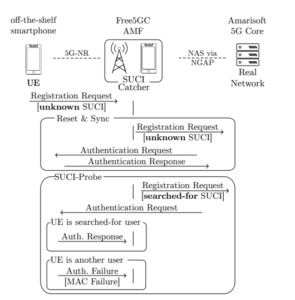 off-the-shelf
smartphone
Free5GC
AMF
Amarisoft
5G Core
5G-NR
NAS via
NGAP
UE
SUCI
Catcher
Real
Network
Registration Request
[unknown SUCI]
Reset & Sync
Registration Request
[unknown SUCI]
Authentication Request
Authentication Response
SUCI-Probe
Registration Request
[searched-for SUCI]
Authentication Request
UE is searched-for user
Auth. Response
UE is another user
Auth. Failure
[MAC Failure]